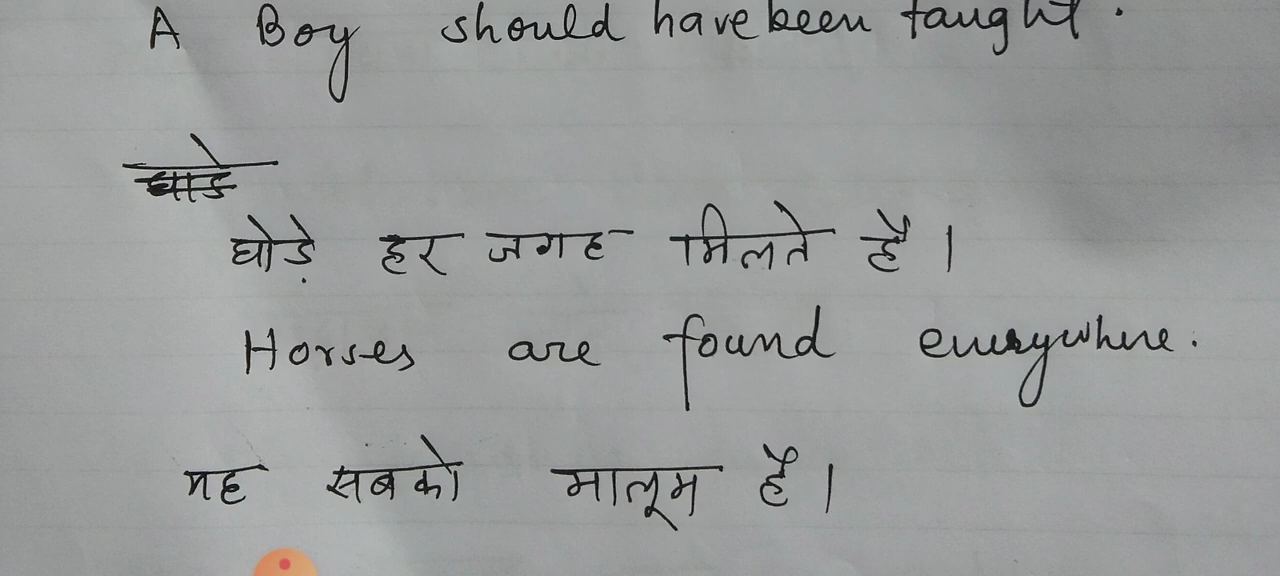 A Boy should have been taught.
घोड़े हर जगह मिलते है।
Horses are found everywhere.
यह सबको मालूम है।